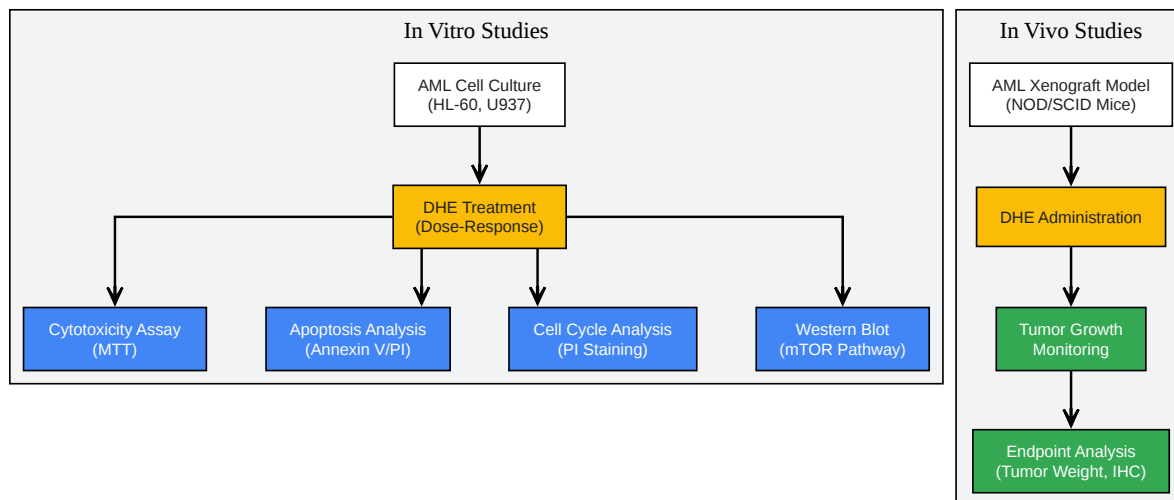 In Vitro Studies
AML Cell Culture
(HL-60, U937)
DHE Treatment
(Dose-Response)
Cytotoxicity Assay
(MTT)
Apoptosis Analysis
(Annexin V/PI)
Cell Cycle Analysis
(PI Staining)
Western Blot
(mTOR Pathway)
In Vivo Studies
AML Xenograft Model
(NOD/SCID Mice)
DHE Administration
Tumor Growth
Monitoring
Endpoint Analysis
(Tumor Weight, IHC)